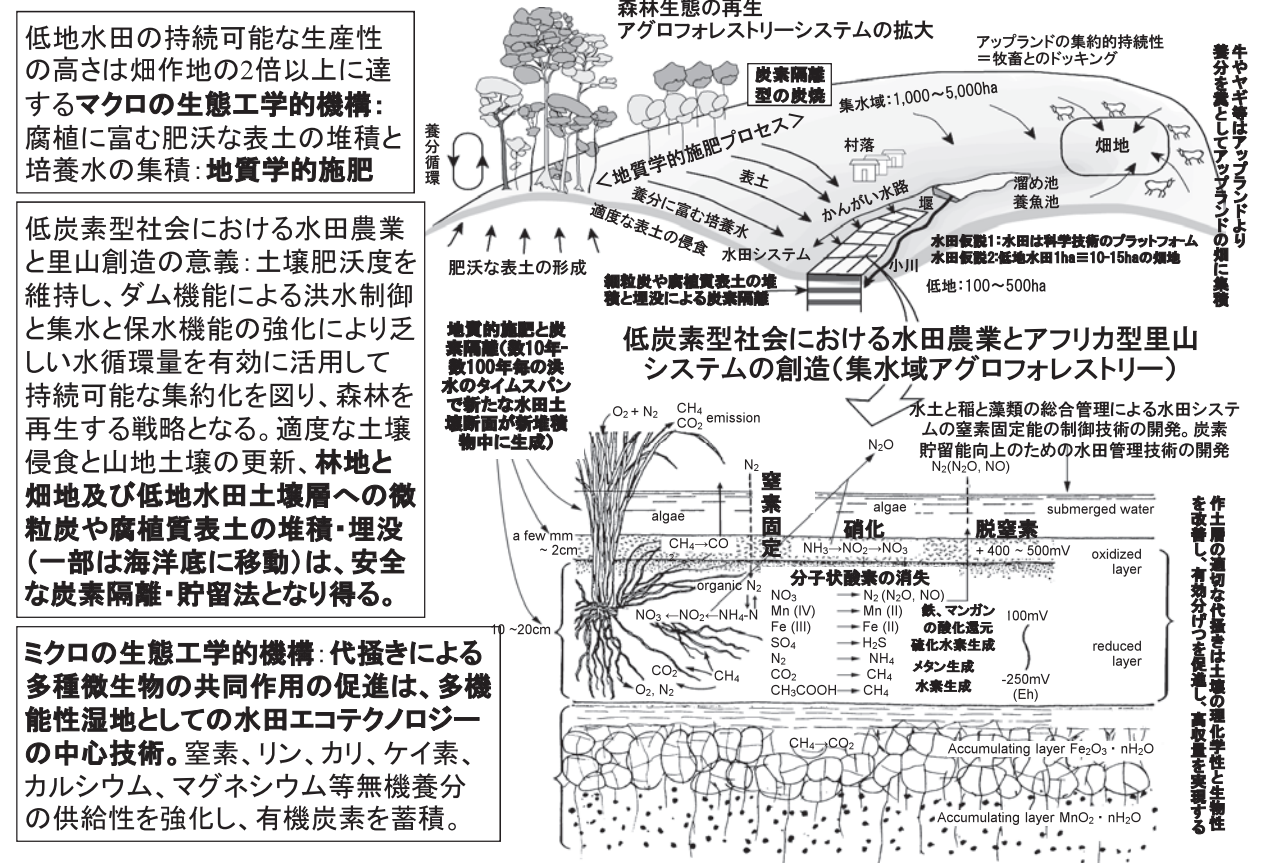 低地水田の持続可能な生産性
の高さは畑作地の2倍以上に達
するマクロの生態工学的機構：
腐植に富む肥沃な表土の堆積と
培養水の集積：地質学的施肥
低炭素型社会における水田農業
と里山創造の意義：土壌肥沃度を
維持し、ダム機能による洪水制御
と集水と保水機能の強化により乏
しい水循環量を有効に活用して
持続可能な集約化を図り、森林を
再生する戦略となる。適度な土壌
侵食と山地土壌の更新、林地と
畑地及び低地水田土壌層への微
粒炭や腐植質表土の堆積・埋没
（一部は海洋底に移動）は、安全
な炭素隔離・貯留法となり得る。
ミクロの生態工学的機構：代掻きによる
多種微生物の共同作用の促進は、多機
能性湿地としての水田エコテクノロジー
の中心技術。窒素、リン、カリ、ケイ素、
カルシウム、マグネシウム等無機養分
の供給性を強化し、有機炭素を蓄積。
森林生態の再生
アグロフォレストリーシステムの拡大
アップランドの集約的持続性
＝牧畜とのドッキング
牛やヤギ等はアップランドより
養分を糞としてアップランドの畑に集積
炭素隔離
型の炭焼
集水域：1,000～5,000ha
養分循環
＜地質学的施肥プロセス＞
村落
畑地
表土
養分に富む培養水
適度な表土の侵食
かんがい水路
堰
溜め池
養魚池
水田システム
小川
水田仮説1：水田は科学技術のプラットフォーム
水田仮説2：低地水田1ha≡10-15haの畑地
肥沃な表土の形成
細粒炭や腐植質表土の堆
積と埋没による炭素隔離
低地：100～500ha
地質的施肥と炭
素隔離（数10年-
数100年毎の洪
水のタイムスパン
で新たな水田土
壌断面が新堆積
物中に生成）
低炭素型社会における水田農業とアフリカ型里山
システムの創造（集水域アグロフォレストリー）
水土と稲と藻類の総合管理による水田システ
ムの窒素固定能の制御技術の開発。炭素
貯留能向上のための水田管理技術の開発
O₂ + N₂
CH₄
CO₂ emission
N₂
N₂O
N₂(N₂O, NO)
窒素固定
algae
algae
submerged water
硝化
脱窒素
a few mm
~ 2cm
CH₄→CO
NH₃→NO₂→NO₃
+ 400 ~ 500mV
oxidized
layer
分子状酸素の消失
organic N₂
NO₃ → N₂ (N₂O, NO)
Mn (IV) → Mn (II)
Fe (III) → Fe (II)
SO₄ → H₂S
N₂ → NH₄
CO₂ → CH₄
CH₃COOH → CH₄
鉄、マンガン
の酸化還元
硫化水素生成
メタン生成
水素生成
100mV
-250mV
(Eh)
reduced
layer
10 ~20cm
NO₃ ←NO₂←NH₄-N
CO₂
CH₄
O₂, N₂
CH₄→CO₂
Accumulating layer Fe₂O₃・nH₂O
Accumulating layer MnO₂・nH₂O
作土層の適切な代掻きは土壌の理化学性と生物性
を改善し、有効分げつを促進し、高収量を実現する